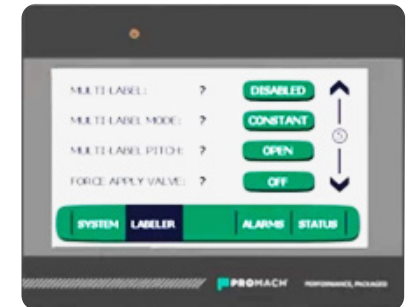 MULTI-LABEL: ? DISABLED
MULTI-LABEL MODE: ? CONSTANT
MULTI-LABEL PITCH: ? OPEN
FORCE APPLY VALVE: ? OFF
SYSTEM LABELER ALARMS STATUS
PROMACH PERFORMANCE, PACKAGED